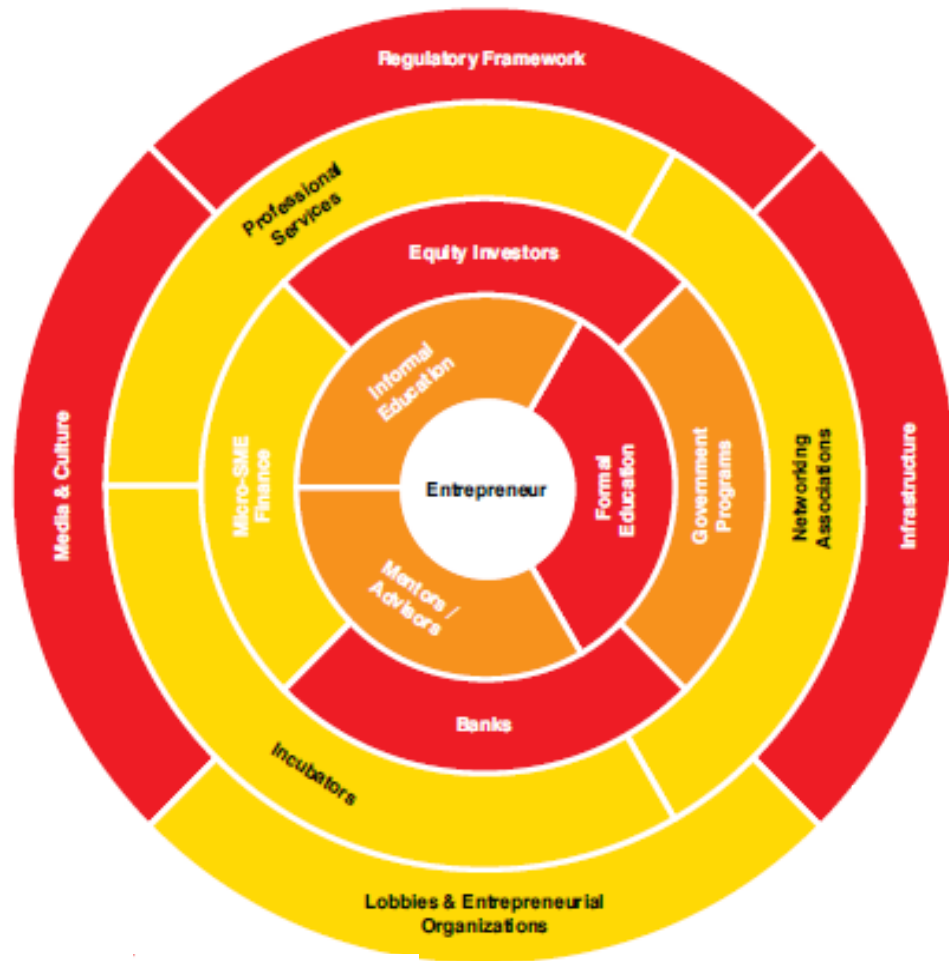 Regulatory Framework
Professional
Services
Equity Investors
Informal
Education
Media & Culture
Micro-SME
Finance
Entrepreneur
Formal
Education
Government
Programs
Networking
Associations
Infrastructure
Mentors /
Advisors
Banks
Incubators
Lobbies & Entrepreneurial
Organizations